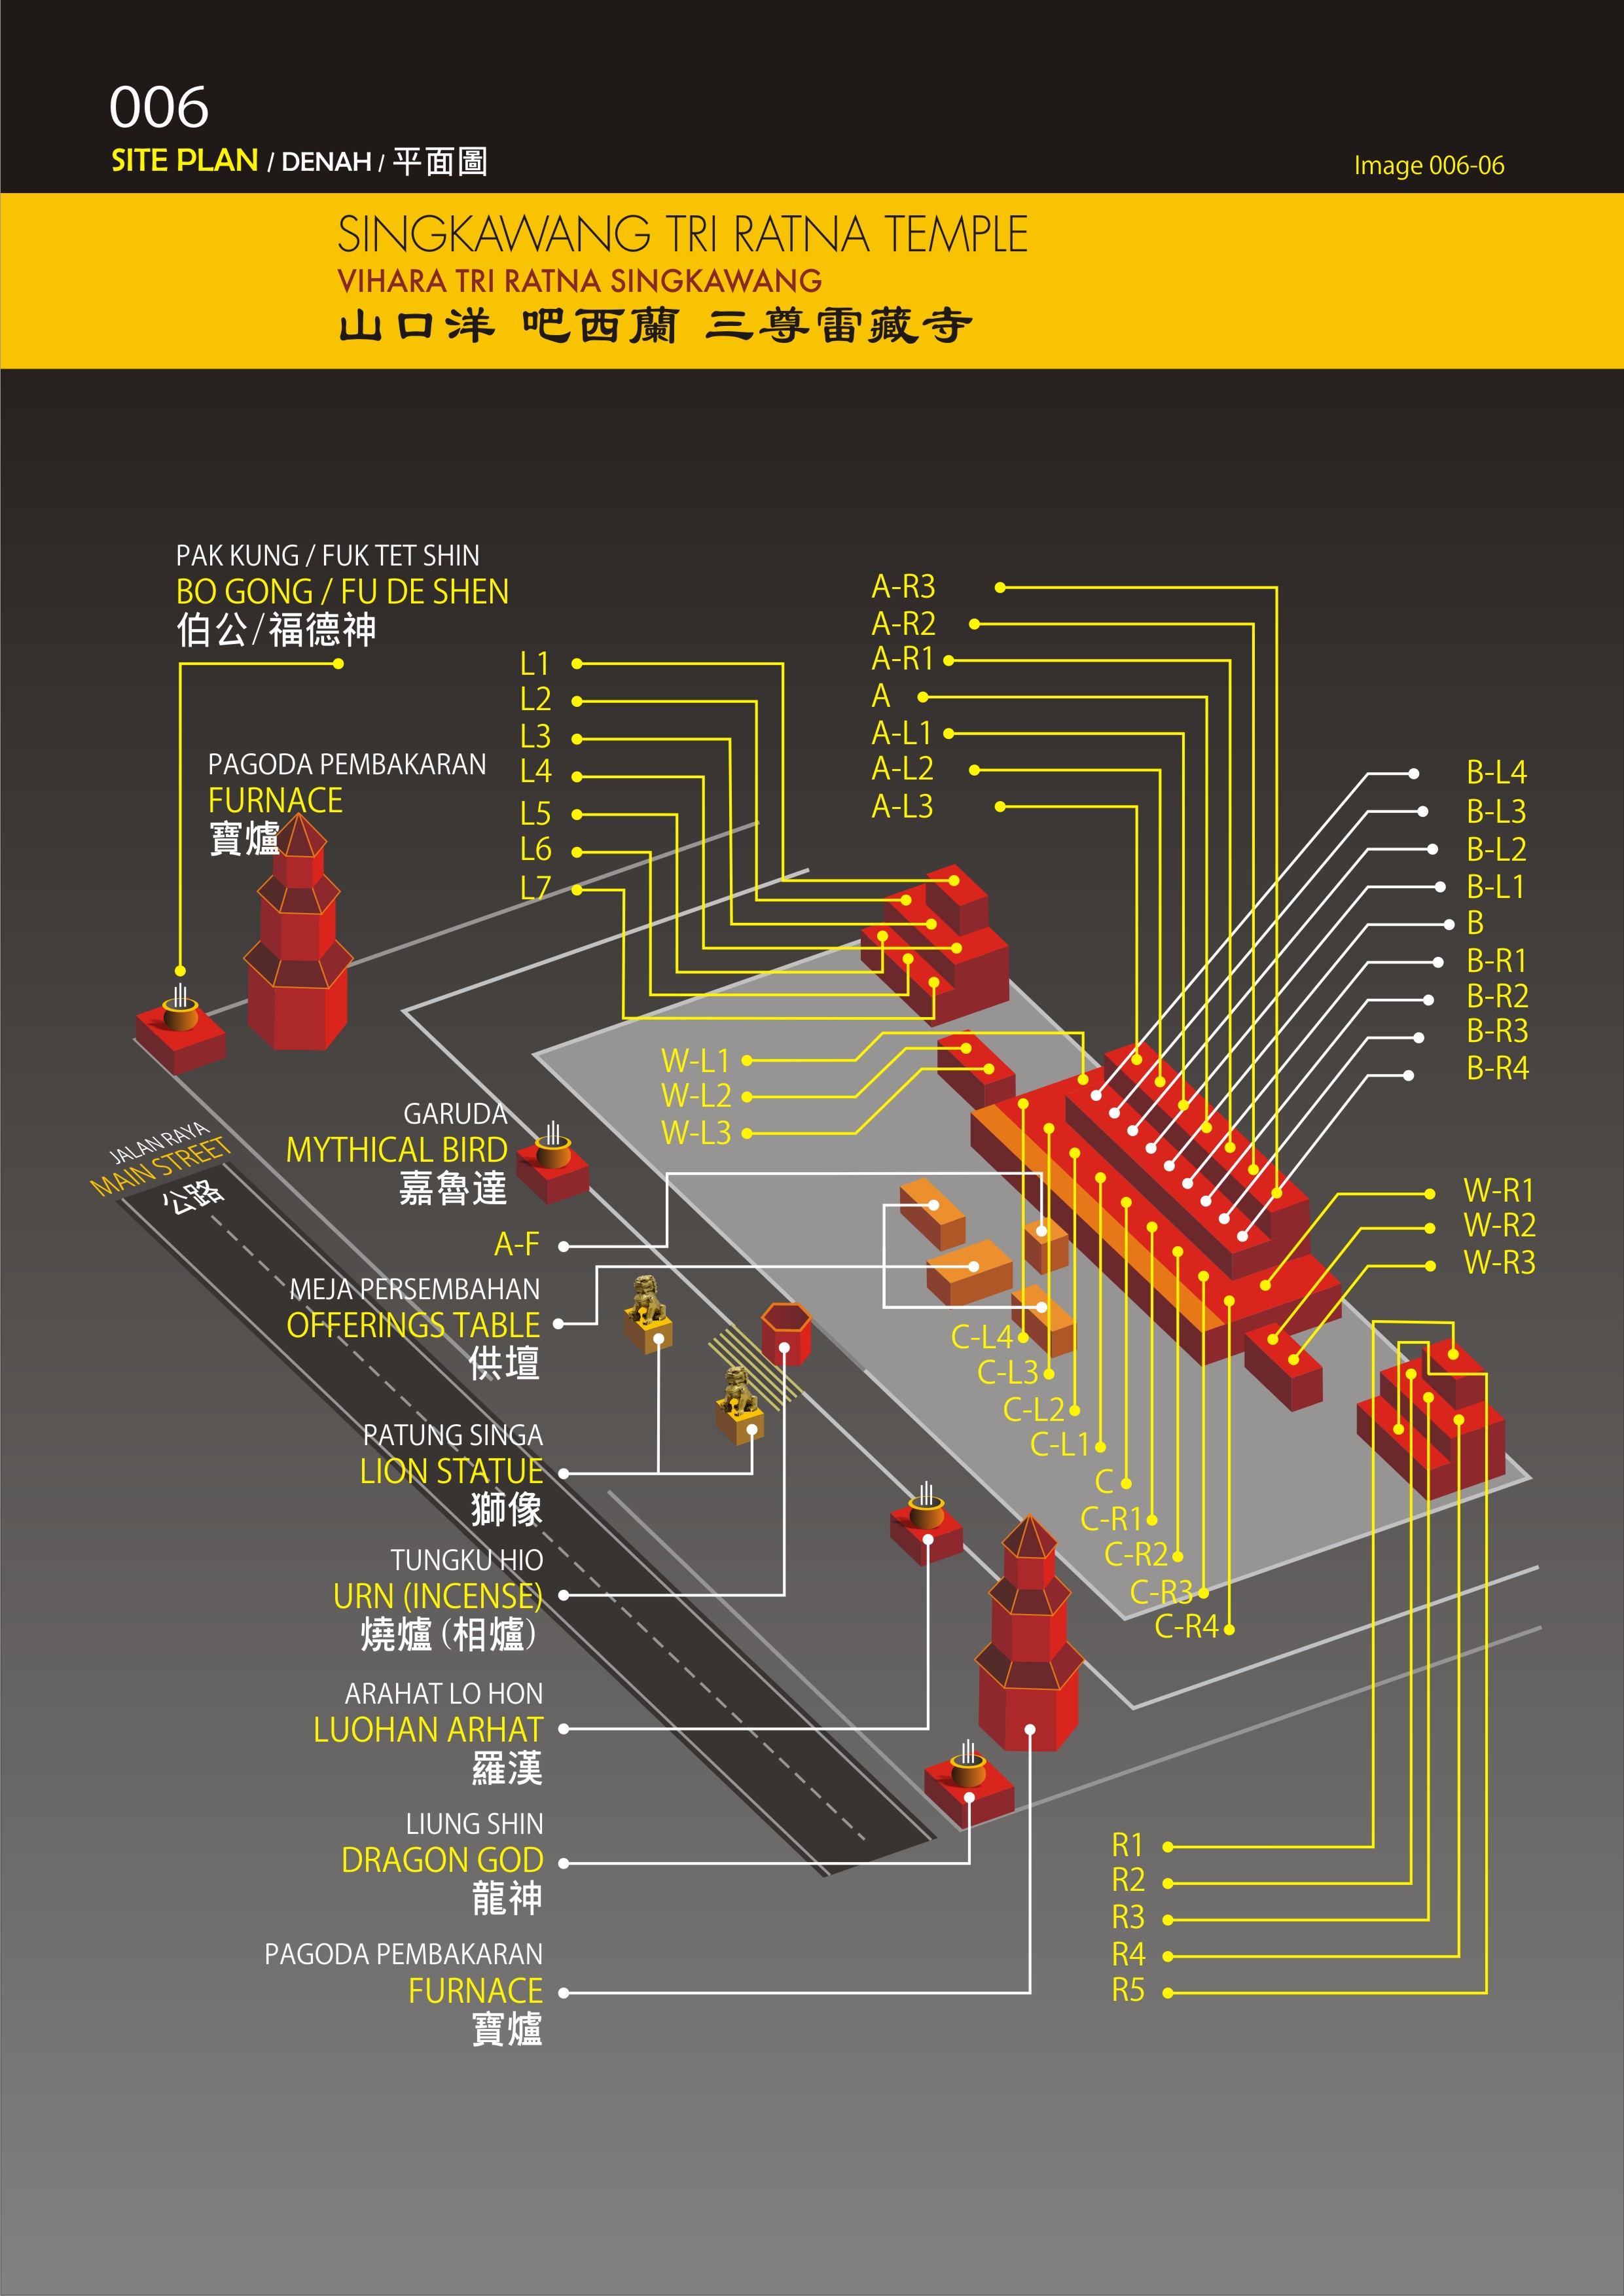 006
SITE PLAN / DENAH / 平面圖
Image 006-06
SINGKAWANG TRI RATNA TEMPLE
VIHARA TRI RATNA SINGKAWANG
山口洋 吧西蘭 三尊雷藏寺
PAK KUNG / FUK TET SHIN
BO GONG / FU DE SHEN
伯公/福德神
PAGODA PEMBAKARAN
FURNACE
寶爐
L1
L2
L3
L4
L5
L6
L7
A-R3
A-R2
A-R1
A
A-L1
A-L2
A-L3
B-L4
B-L3
B-L2
B-L1
B
B-R1
B-R2
B-R3
B-R4
W-L1
W-L2
W-L3
JALAN RAYA
MAIN STREET
公路
GARUDA
MYTHICAL BIRD
嘉魯達
A-F
MEJA PERSEMBAHAN
OFFERINGS TABLE
供壇
W-R1
W-R2
W-R3
C-L4
C-L3
C-L2
C-L1
C
C-R1
C-R2
C-R3
C-R4
PATUNG SINGA
LION STATUE
獅像
TUNGKU HIO
URN (INCENSE)
燒爐(相爐)
ARAHAT LO HON
LUOHAN ARHAT
羅漢
LIUNG SHIN
DRAGON GOD
龍神
PAGODA PEMBAKARAN
FURNACE
寶爐
R1
R2
R3
R4
R5